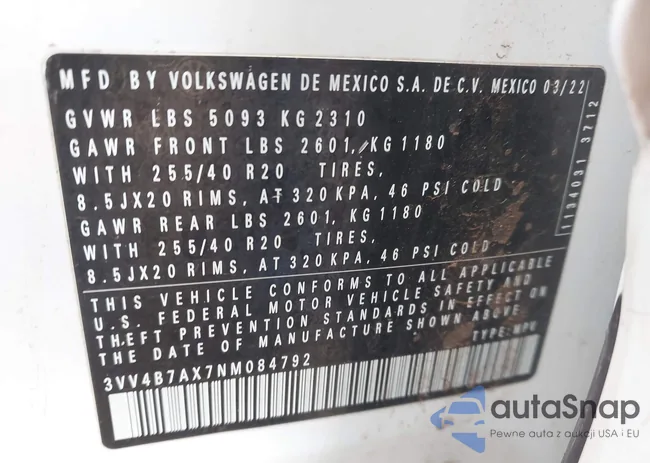 MFD BY VOLKSWAGEN DE MEXICO S.A. DE C.V. MEXICO 03/22
GVWR LBS 5093 KG 2310
GAWR FRONT LBS 2601, KG 1180
WITH 255/40 R20 TIRES,
8.5JX20 RIMS, AT 320 KPA, 46 PSI COLD
GAWR REAR LBS 2601, KG 1180
WITH 255/40 R20 TIRES,
8.5JX20 RIMS, AT 320 KPA, 46 PSI COLD
THIS VEHICLE CONFORMS TO ALL APPLICABLE
U.S. FEDERAL MOTOR VEHICLE SAFETY AND
THEFT PREVENTION STANDARDS IN EFFECT ON
THE DATE OF MANUFACTURE SHOWN ABOVE
TYPE: MPV
3VV4B7AX7NM084792
1134031 3712
autaSnap
Pewne auta z aukcji USA i EU